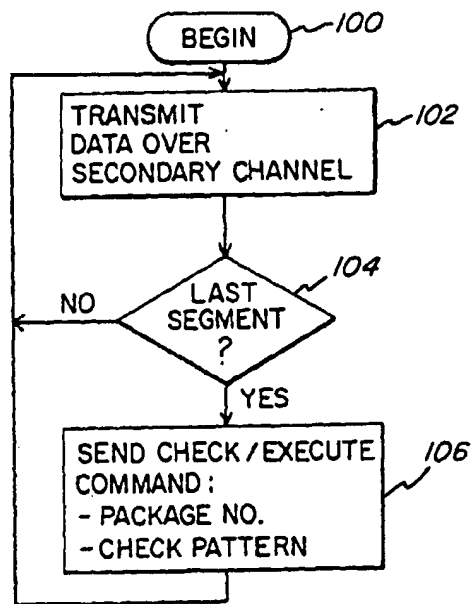 BEGIN
100
TRANSMIT
DATA OVER
SECONDARY CHANNEL
102
104
LAST
SEGMENT
?
NO
YES
SEND CHECK/EXECUTE
COMMAND:
- PACKAGE NO.
- CHECK PATTERN
106